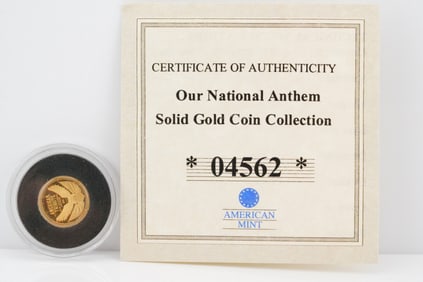 CERTIFICATE OF AUTHENTICITY
Our National Anthem
Solid Gold Coin Collection
* 04562 *
AMERICAN
MINT